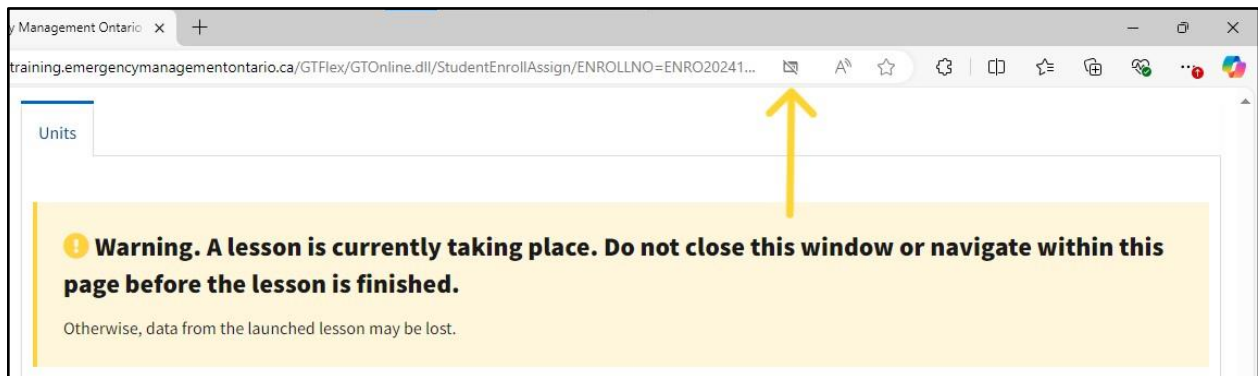 y Management Ontario
training.emergencymanagementontario.ca/GTFlex/GTOnline.dll/StudentEnrollAssign/ENROLLNO=ENRO20241...
Units
Warning. A lesson is currently taking place. Do not close this window or navigate within this
page before the lesson is finished.
Otherwise, data from the launched lesson may be lost.